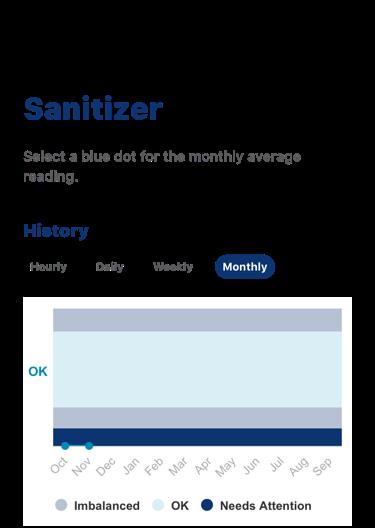 Sanitizer
Select a blue dot for the monthly average
reading.
History
Hourly Daily Weekly Monthly
OK
Oct Nov Dec Jan Feb Mar Apr May Jun Jul Aug Sep
Imbalanced OK Needs Attention